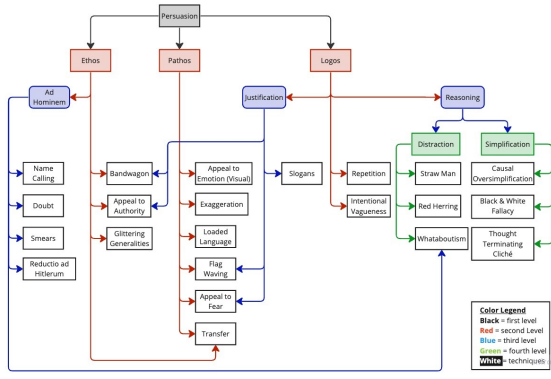 Persuasion
Ethos
Pathos
Logos
Ad
Hominem
Justification
Reasoning
Distraction
Simplification
Name
Calling
Bandwagon
Appeal to
Emotion (Visual)
Slogans
Repetition
Straw Man
Causal
Oversimplification
Doubt
Appeal to
Authority
Exaggeration
Intentional
Vagueness
Red Herring
Black & White
Fallacy
Smears
Glittering
Generalities
Loaded
Language
Whataboutism
Thought
Terminating
Cliché
Reductio ad
Hitlerum
Flag
Waving
Appeal to
Fear
Transfer
Color Legend
Black = first level
Red = second Level
Blue = third level
Green = fourth level
White = techniques